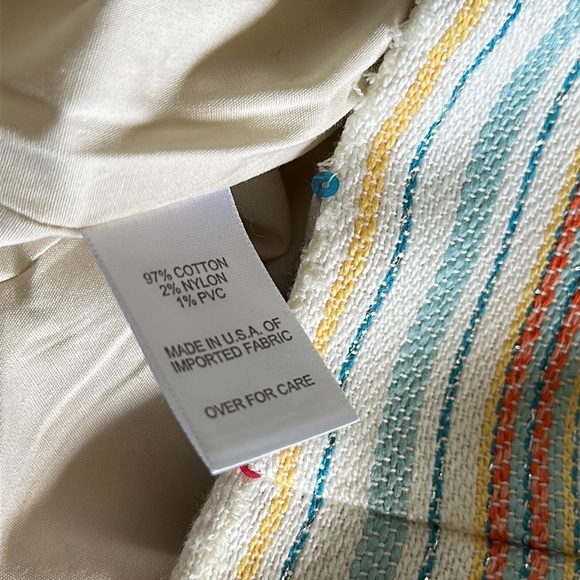 97% COTTON
2% NYLON
1% PVC
MADE IN U.S.A. OF
IMPORTED FABRIC
OVER FOR CARE